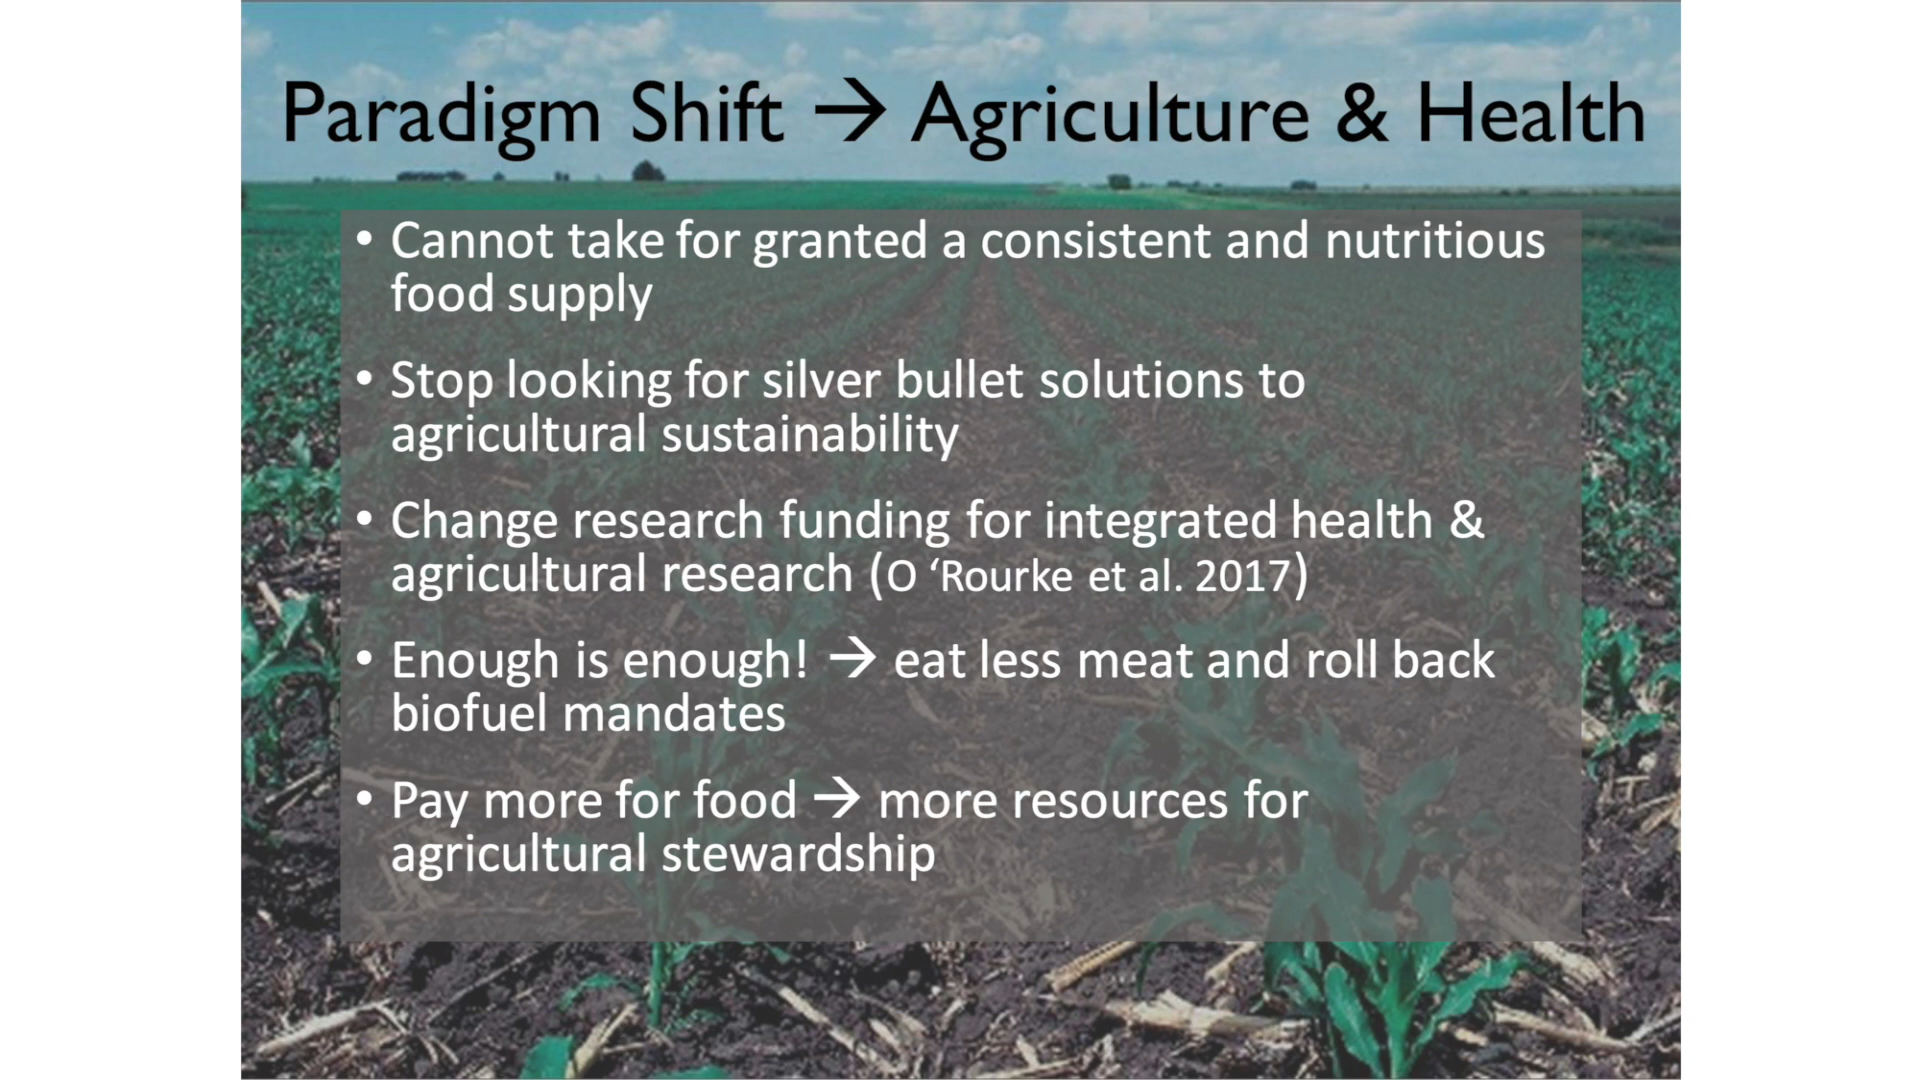 Paradigm Shift → Agriculture & Health
• Cannot take for granted a consistent and nutritious
food supply
• Stop looking for silver bullet solutions to
agricultural sustainability
• Change research funding for integrated health &
agricultural research (O ‘Rourke et al. 2017)
• Enough is enough! → eat less meat and roll back
biofuel mandates
• Pay more for food → more resources for
agricultural stewardship